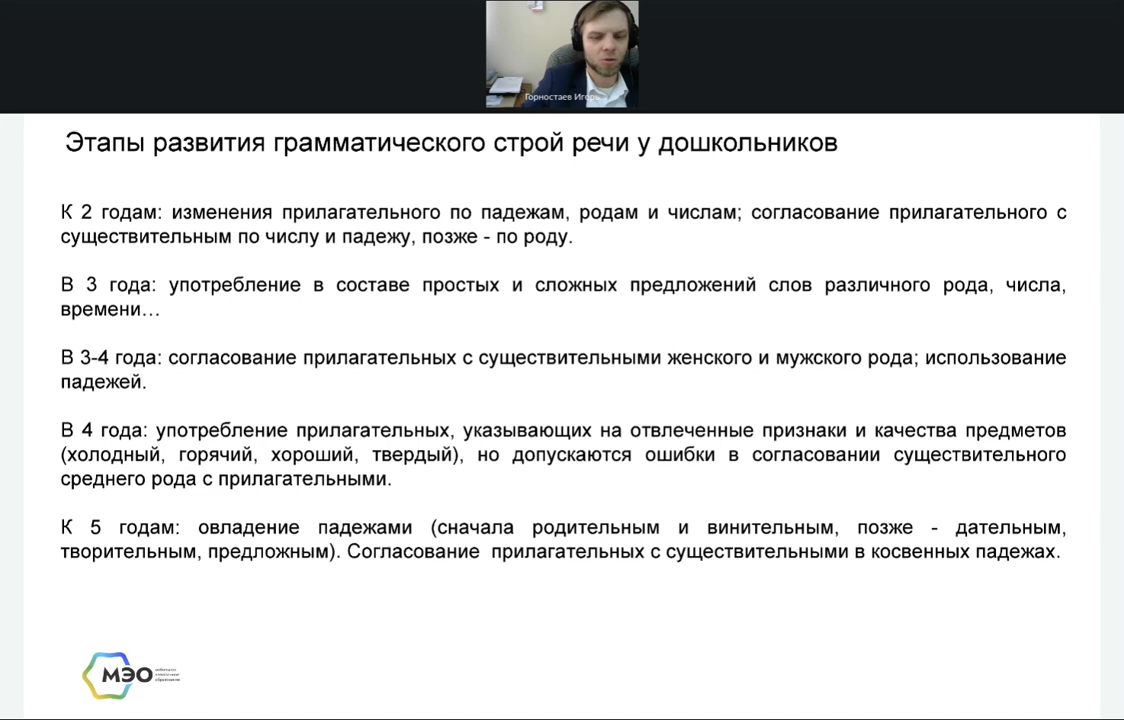 Горностаев Игорь
Этапы развития грамматического строй речи у дошкольников
К 2 годам: изменения прилагательного по падежам, родам и числам; согласование прилагательного с
существительным по числу и падежу, позже - по роду.
В 3 года: употребление в составе простых и сложных предложений слов различного рода, числа,
времени…
В 3-4 года: согласование прилагательных с существительными женского и мужского рода; использование
падежей.
В 4 года: употребление прилагательных, указывающих на отвлеченные признаки и качества предметов
(холодный, горячий, хороший, твердый), но допускаются ошибки в согласовании существительного
среднего рода с прилагательными.
К 5 годам: овладение падежами (сначала родительным и винительным, позже - дательным,
творительным, предложным). Согласование прилагательных с существительными в косвенных падежах.
МЭО